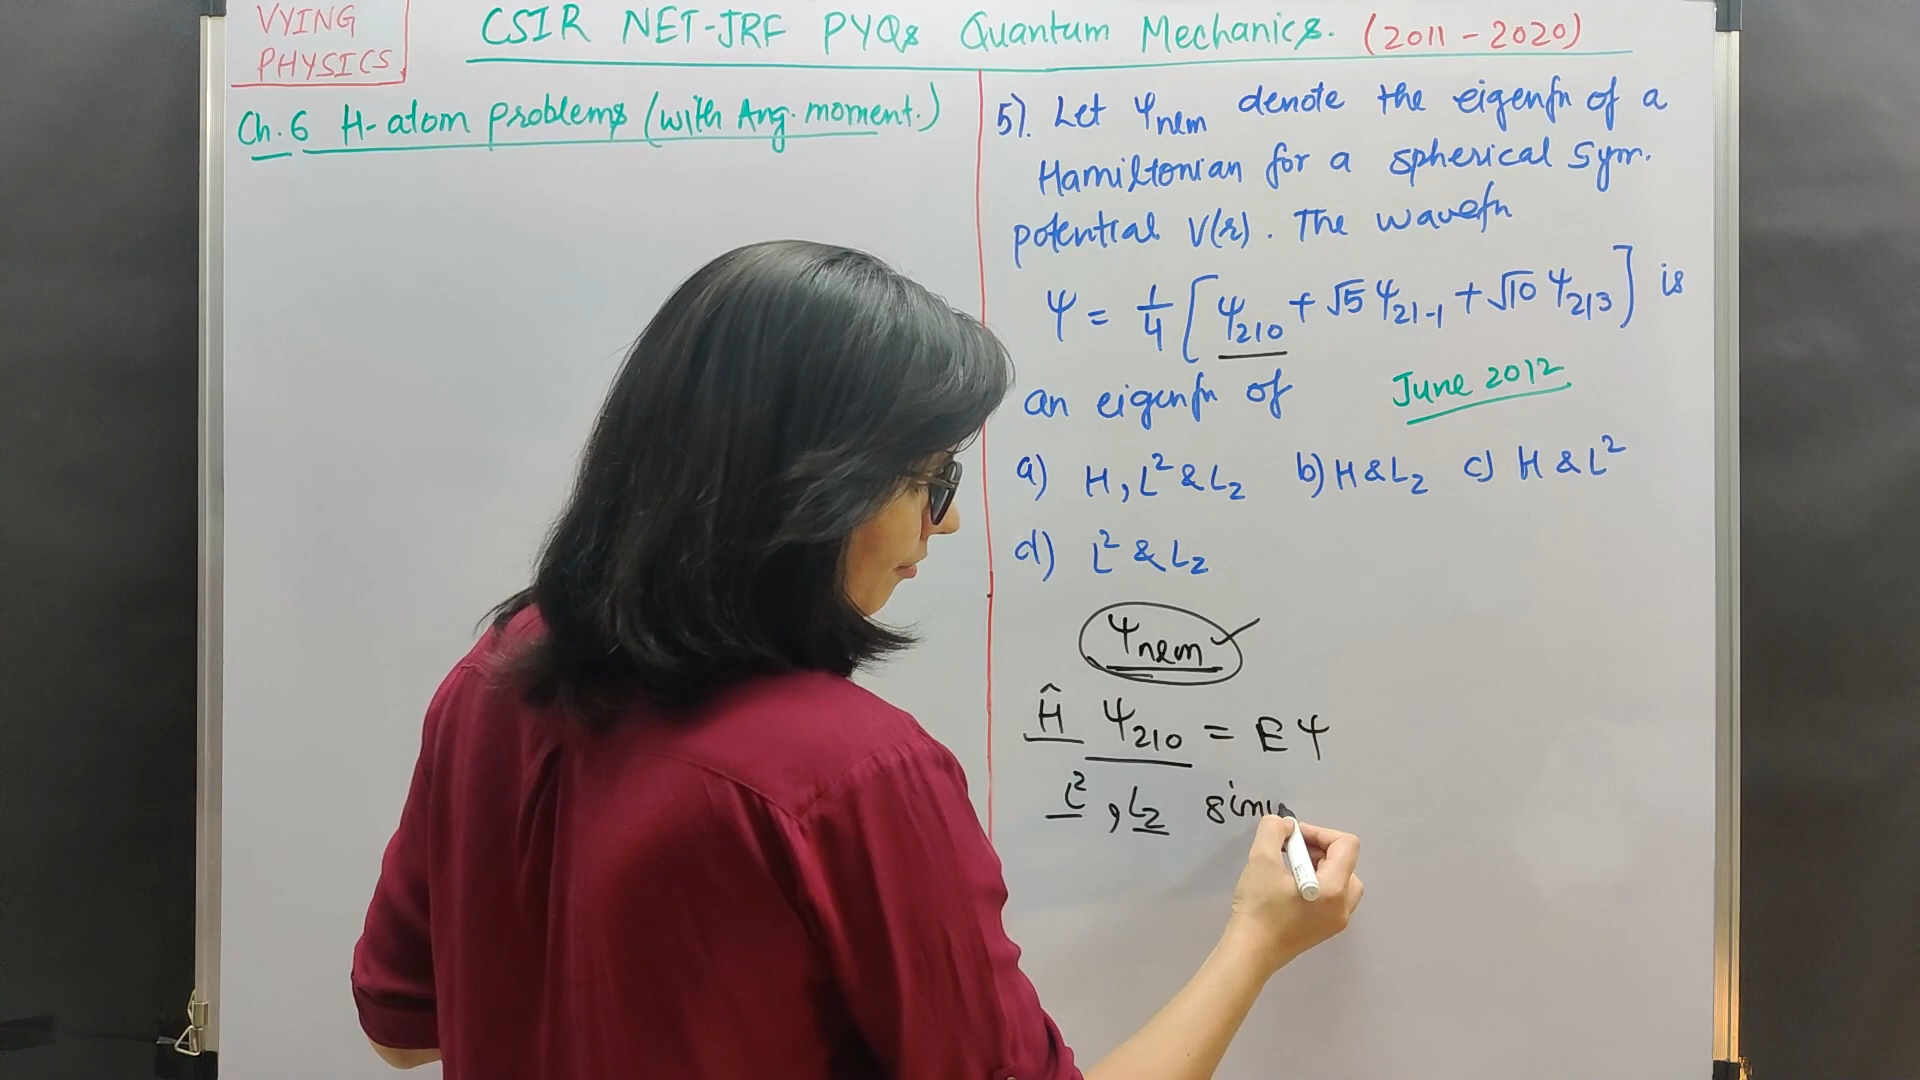 VYING
PHYSICS
CSIR NET-JRF PYQs Quantum Mechanics. (2011-2020)
Ch.6 H-atom problems (with Ang. moment.)
5). Let Ψnlm denote the eigenfn of a
Hamiltonian for a spherical sym.
potential V(r). The wavefn
Ψ = 1/4 [Ψ210 + √5 Ψ21-1 + √10 Ψ213] is
an eigenfn of
June 2012
a) H, L² & Lz b) H & Lz c) H & L²
d) L² & Lz
Ψnlm
Ĥ Ψ210 = EΨ
L², Lz sim